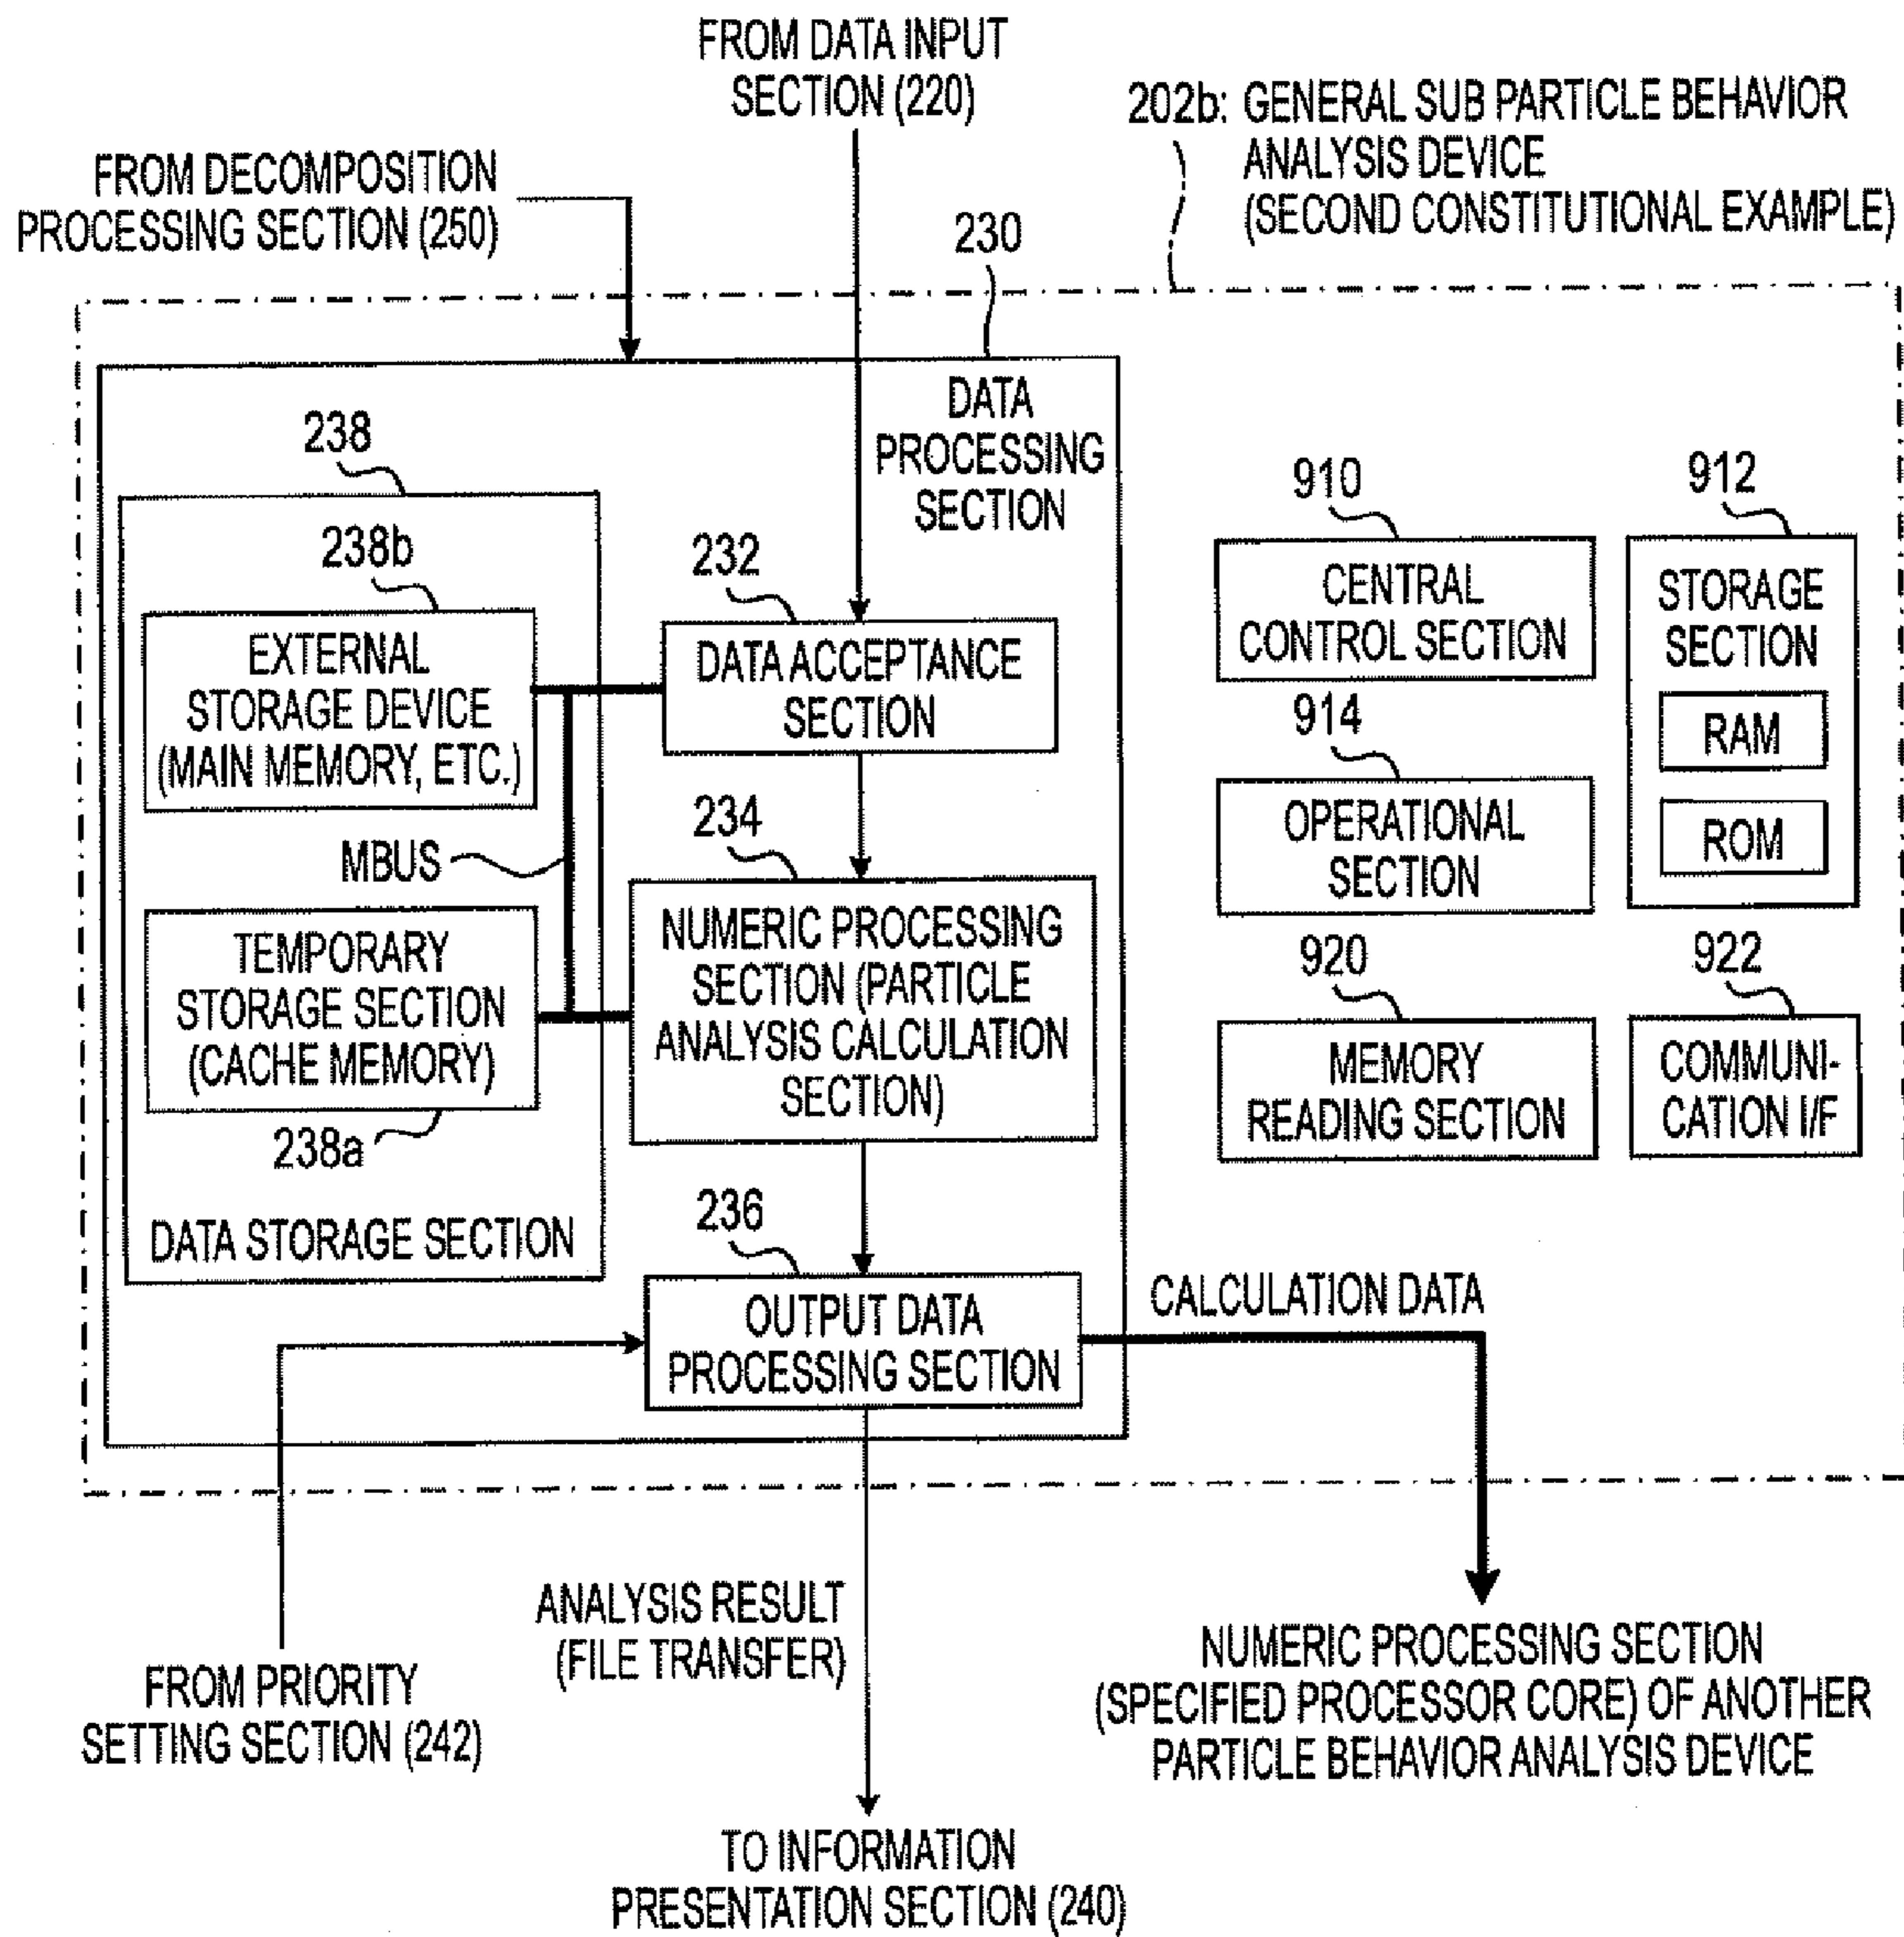 FROM DATA INPUT
SECTION (220)
202b: GENERAL SUB PARTICLE BEHAVIOR
ANALYSIS DEVICE
(SECOND CONSTITUTIONAL EXAMPLE)
FROM DECOMPOSITION
PROCESSING SECTION (250)
230
DATA
PROCESSING
SECTION
238
238b
EXTERNAL
STORAGE DEVICE
(MAIN MEMORY, ETC.)
232
DATA ACCEPTANCE
SECTION
MBUS
234
NUMERIC PROCESSING
SECTION (PARTICLE
ANALYSIS CALCULATION
SECTION)
TEMPORARY
STORAGE SECTION
(CACHE MEMORY)
238a
DATA STORAGE SECTION
236
OUTPUT DATA
PROCESSING SECTION
910
CENTRAL
CONTROL SECTION
912
STORAGE
SECTION
RAM
ROM
914
OPERATIONAL
SECTION
920
MEMORY
READING SECTION
922
COMMUNI-
CATION I/F
CALCULATION DATA
ANALYSIS RESULT
(FILE TRANSFER)
FROM PRIORITY
SETTING SECTION (242)
NUMERIC PROCESSING SECTION
(SPECIFIED PROCESSOR CORE) OF ANOTHER
PARTICLE BEHAVIOR ANALYSIS DEVICE
TO INFORMATION
PRESENTATION SECTION (240)